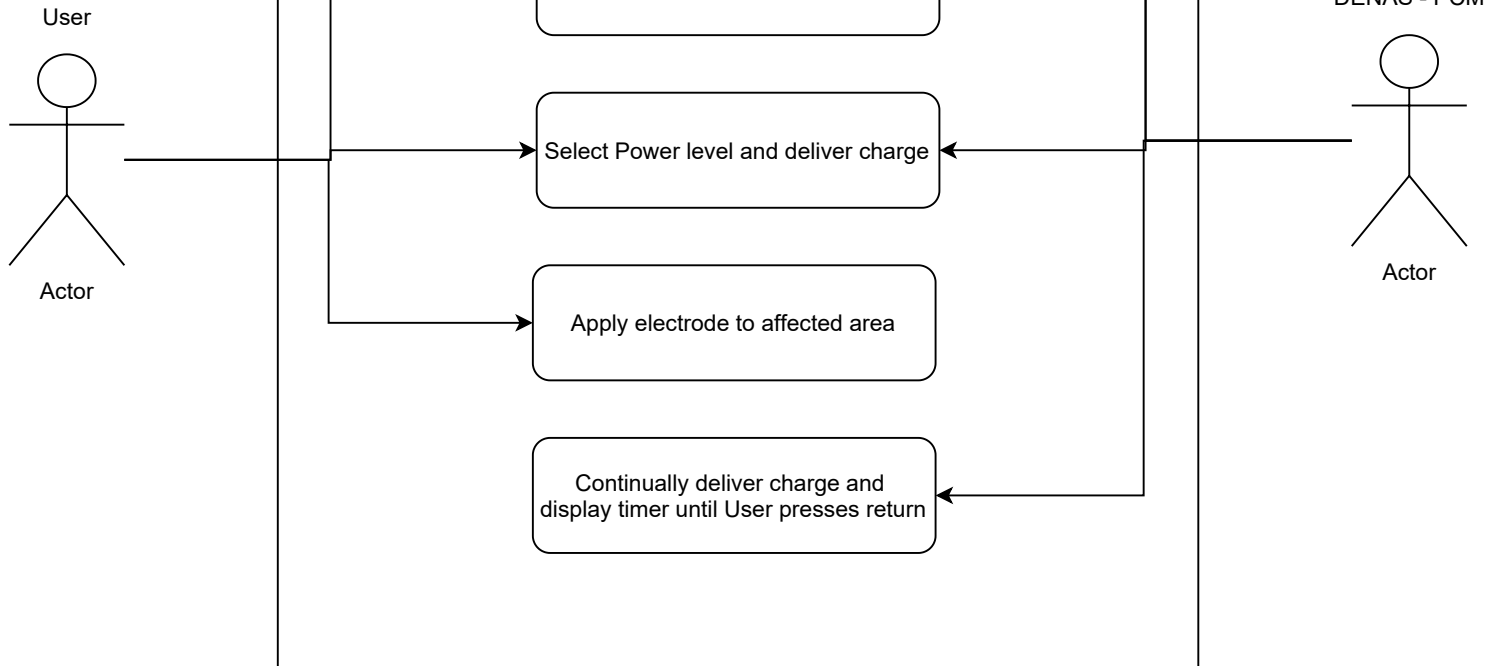 User
Select Power level and deliver charge
Apply electrode to affected area
Continually deliver charge and
display timer until User presses return
Actor
Actor